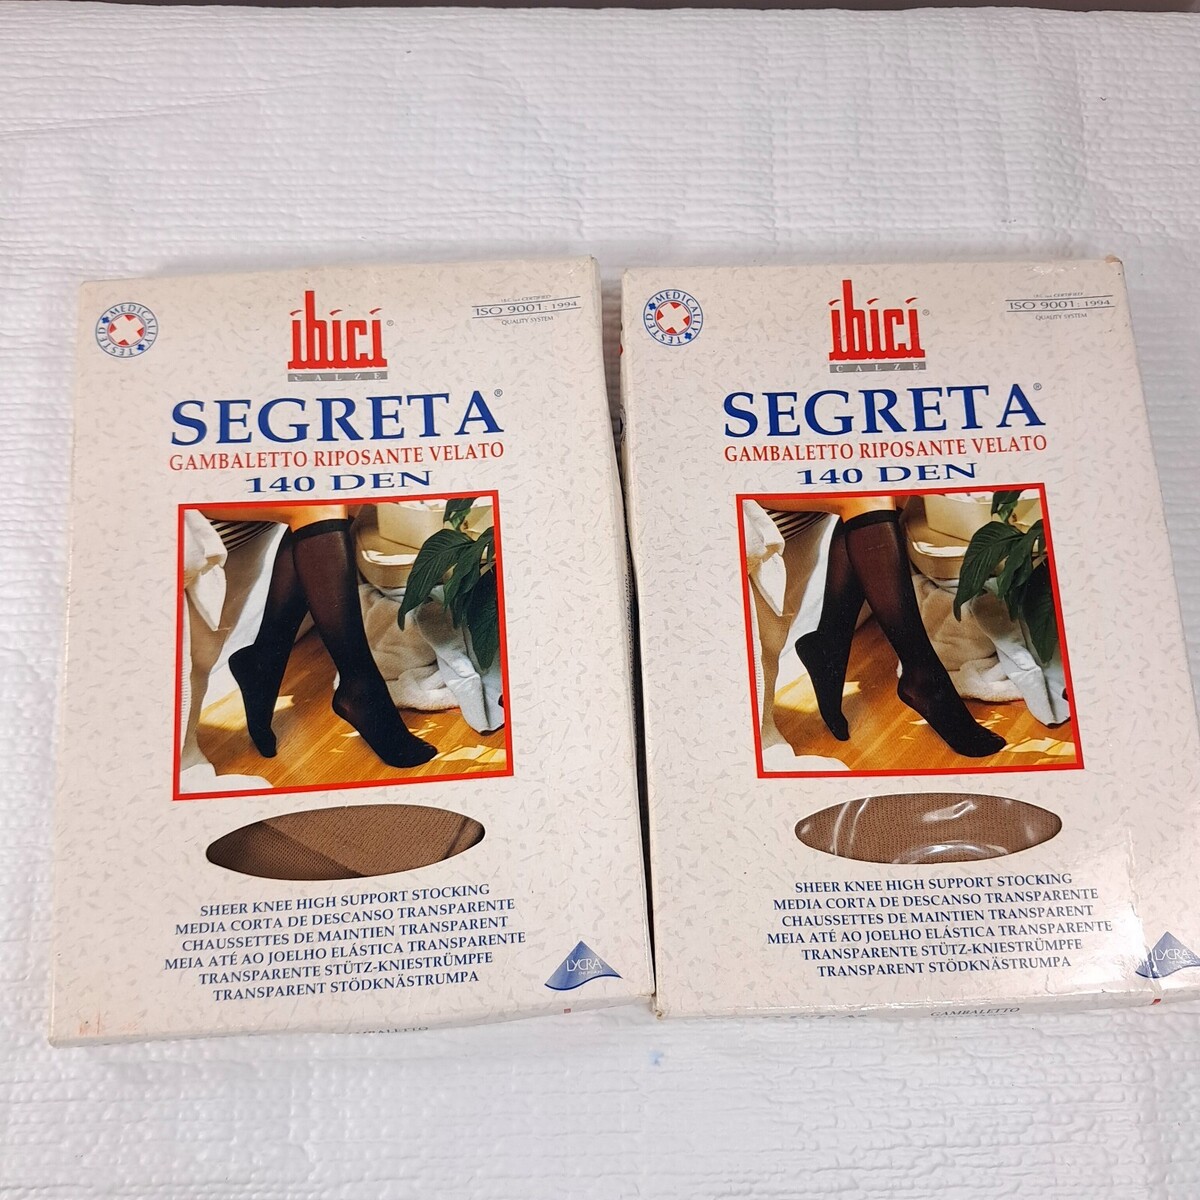 MEDICALLY TESTED
ibici®
CALZE
ISO 9001: 1994
QUALITY SYSTEM
SEGRETA®
GAMBALETTO RIPOSANTE VELATO
140 DEN
SHEER KNEE HIGH SUPPORT STOCKING
MEDIA CORTA DE DESCANSO TRANSPARENTE
CHAUSSETTES DE MAINTIEN TRANSPARENT
MEIA ATÉ AO JOELHO ELÁSTICA TRANSPARENTE
TRANSPARENTE STÜTZ-KNIESTRÜMPFE
TRANSPARENT STÖDKNÄSTRUMPA
LYCRA
MEDICALLY TESTED
ibici®
CALZE
ISO 9001: 1994
QUALITY SYSTEM
SEGRETA®
GAMBALETTO RIPOSANTE VELATO
140 DEN
SHEER KNEE HIGH SUPPORT STOCKING
MEDIA CORTA DE DESCANSO TRANSPARENTE
CHAUSSETTES DE MAINTIEN TRANSPARENT
MEIA ATÉ AO JOELHO ELÁSTICA TRANSPARENTE
TRANSPARENTE STÜTZ-KNIESTRÜMPFE
TRANSPARENT STÖDKNÄSTRUMPA
LYCRA
GAMBALETTO